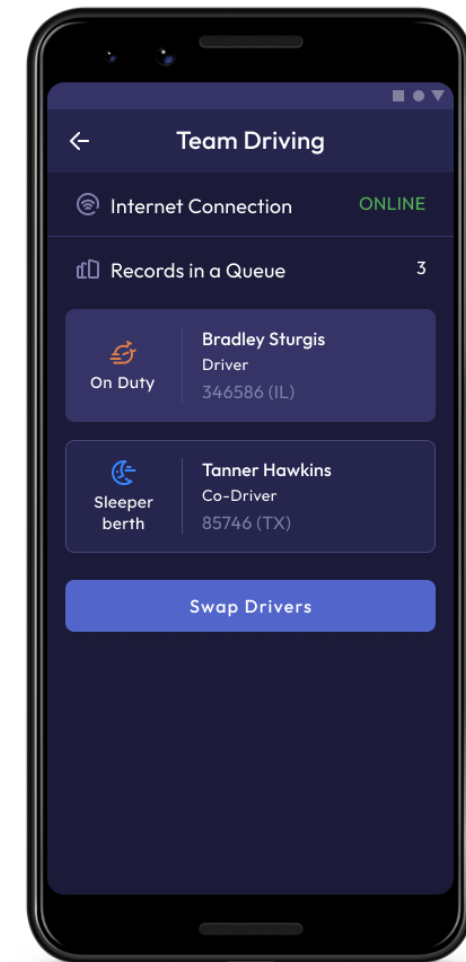 Team Driving
Internet Connection ONLINE
Records in a Queue 3
On Duty
Bradley Sturgis
Driver
346586 (IL)
Sleeper
berth
Tanner Hawkins
Co-Driver
85746 (TX)
Swap Drivers